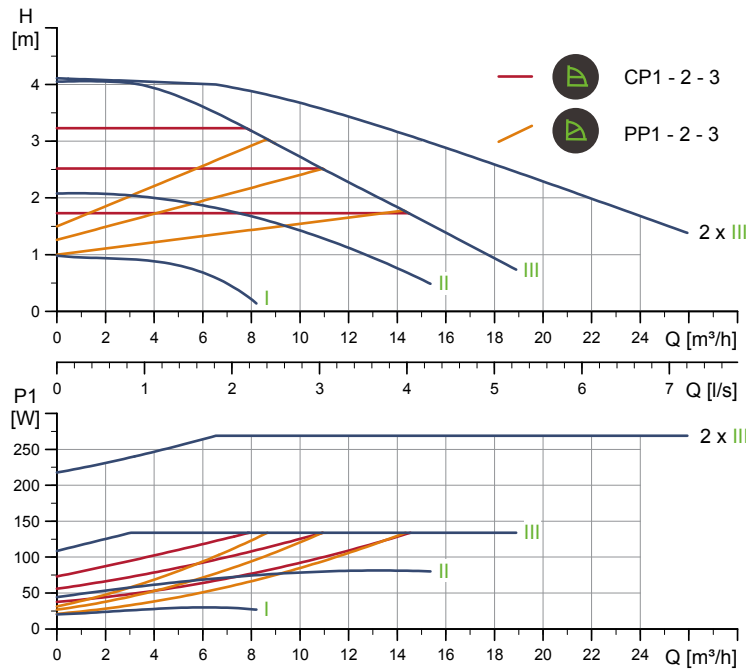 H
[m]
4
3
2
1
0
CP1 - 2 - 3
PP1 - 2 - 3
2 x III
III
II
I
0 2 4 6 8 10 12 14 16 18 20 22 24 Q [m³/h]
0 1 2 3 4 5 6 7 Q [l/s]
P1
[W]
250
200
150
100
50
0
2 x III
III
II
I
0 2 4 6 8 10 12 14 16 18 20 22 24 Q [m³/h]